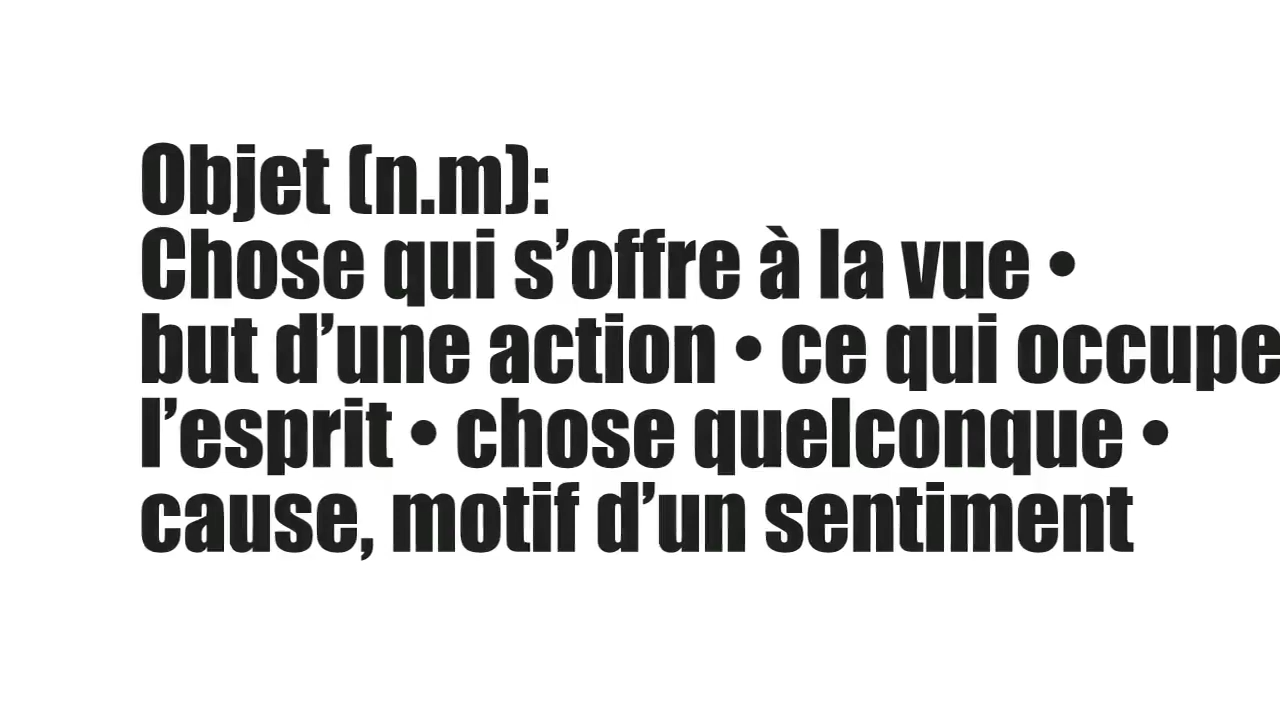 Objet (n.m):
Chose qui s’offre à la vue •
but d’une action • ce qui occupe
l’esprit • chose quelconque •
cause, motif d’un sentiment